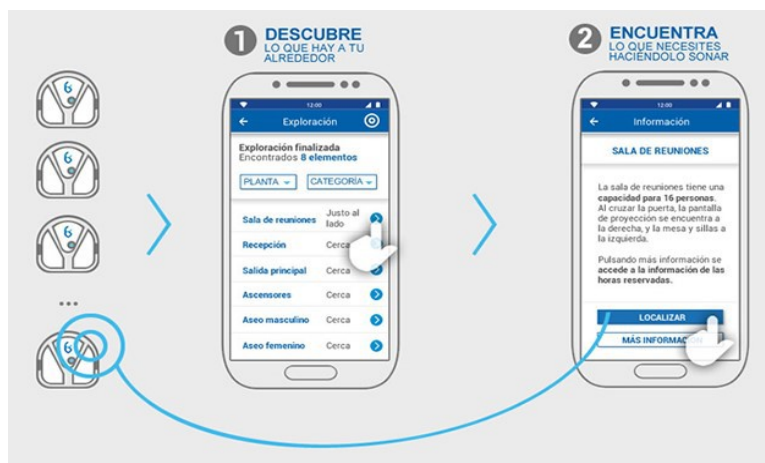 1 DESCUBRE
LO QUE HAY A TU
ALREDEDOR
12:00
Exploración
Exploración finalizada
Encontrados 8 elementos
PLANTA
CATEGORÍA
Sala de reuniones Justo al lado
Recepción Cerca
Salida principal Cerca
Ascensores Cerca
Aseo masculino Cerca
Aseo femenino Cerca
2 ENCUENTRA
LO QUE NECESITES
HACIÉNDOLO SONAR
12:00
Información
SALA DE REUNIONES
La sala de reuniones tiene una
capacidad para 16 personas.
Al cruzar la puerta, la pantalla
de proyección se encuentra a
la derecha, y la mesa y sillas a
la izquierda.
Pulsando más información se
accede a la información de las
horas reservadas.
LOCALIZAR
MÁS INFORMACIÓN
...